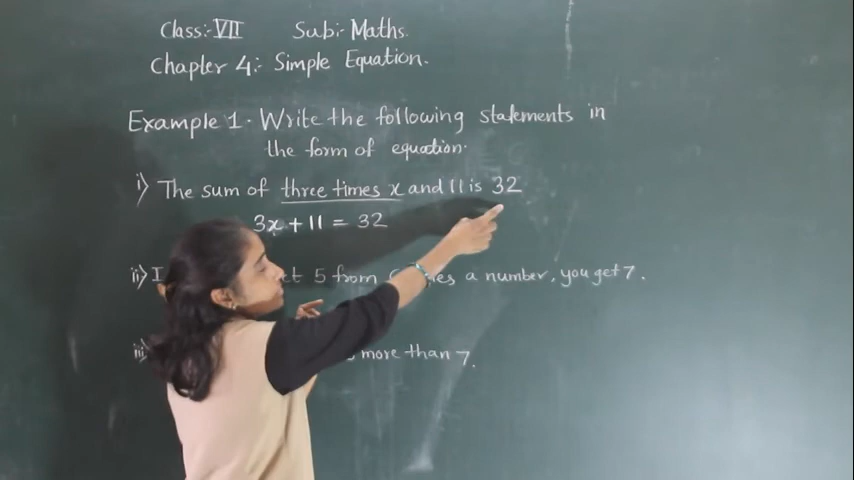 Class:- VII Sub:- Maths.
Chapter 4:- Simple Equation.
Example 1. Write the following statements in
the form of equation.
i) The sum of three times x and 11 is 32
3x + 11 = 32
ii) 5 from a number, you get 7.
more than 7.